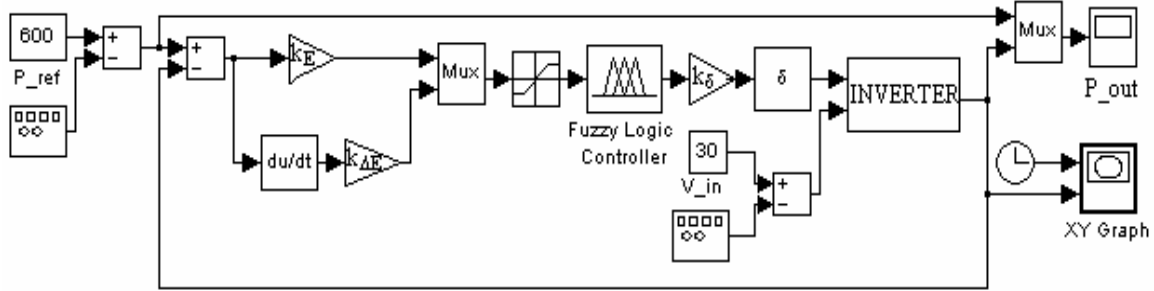 600
P_ref
+
−
+
−
k_E
du/dt
k_ΔE
Mux
Fuzzy Logic
Controller
k_δ
δ
30
V_in
+
−
INVERTER
Mux
P_out
XY Graph